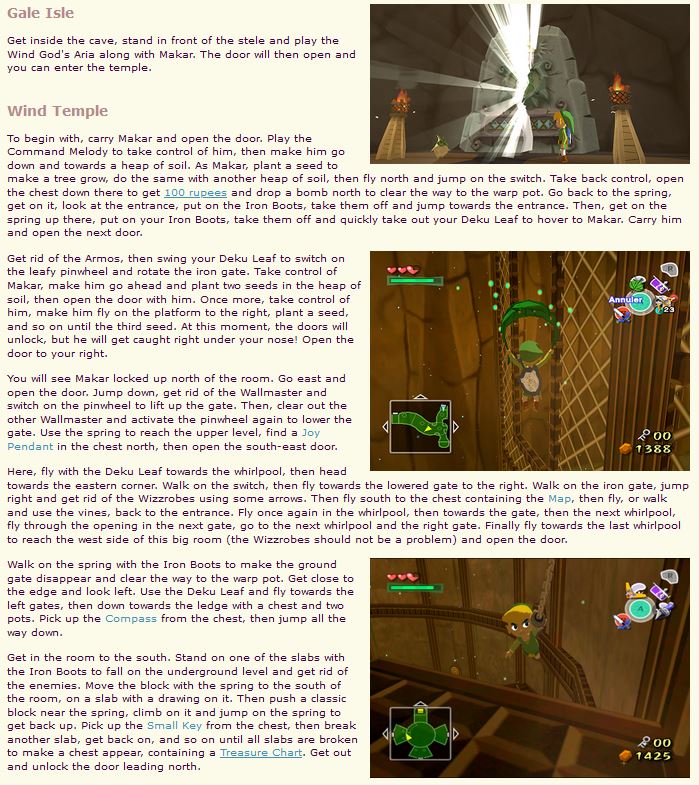 Gale Isle
Get inside the cave, stand in front of the stele and play the
Wind God's Aria along with Makar. The door will then open and
you can enter the temple.
Wind Temple
To begin with, carry Makar and open the door. Play the
Command Melody to take control of him, then make him go
down and towards a heap of soil. As Makar, plant a seed to
make a tree grow, do the same with another heap of soil, then fly north and jump on the switch. Take back control, open
the chest down there to get 100 rupees and drop a bomb north to clear the way to the warp pot. Go back to the spring,
get on it, look at the entrance, put on the Iron Boots, take them off and jump towards the entrance. Then, get on the
spring up there, put on your Iron Boots, take them off and quickly take out your Deku Leaf to hover to Makar. Carry him
and open the next door.
Get rid of the Armos, then swing your Deku Leaf to switch on
the leafy pinwheel and rotate the iron gate. Take control of
Makar, make him go ahead and plant two seeds in the heap of
soil, then open the door with him. Once more, take control of
him, make him fly on the platform to the right, plant a seed,
and so on until the third seed. At this moment, the doors will
unlock, but he will get caught right under your nose! Open the
door to your right.
R
Annuler
23
00
1388
You will see Makar locked up north of the room. Go east and
open the door. Jump down, get rid of the Wallmaster and
switch on the pinwheel to lift up the gate. Then, clear out the
other Wallmaster and activate the pinwheel again to lower the
gate. Use the spring to reach the upper level, find a Joy
Pendant in the chest north, then open the south-east door.
Here, fly with the Deku Leaf towards the whirlpool, then head
towards the eastern corner. Walk on the switch, then fly towards the lowered gate to the right. Walk on the iron gate, jump
right and get rid of the Wizzrobes using some arrows. Then fly south to the chest containing the Map, then fly, or walk
and use the vines, back to the entrance. Fly once again in the whirlpool, then towards the gate, then the next whirlpool,
fly through the opening in the next gate, go to the next whirlpool and the right gate. Finally fly towards the last whirlpool
to reach the west side of this big room (the Wizzrobes should not be a problem) and open the door.
Walk on the spring with the Iron Boots to make the ground
gate disappear and clear the way to the warp pot. Get close to
the edge and look left. Use the Deku Leaf and fly towards the
left gates, then down towards the ledge with a chest and two
pots. Pick up the Compass from the chest, then jump all the
way down.
R
A
00
1425
Get in the room to the south. Stand on one of the slabs with
the Iron Boots to fall on the underground level and get rid of
the enemies. Move the block with the spring to the south of
the room, on a slab with a drawing on it. Then push a classic
block near the spring, climb on it and jump on the spring to
get back up. Pick up the Small Key from the chest, then break
another slab, get back on, and so on until all slabs are broken
to make a chest appear, containing a Treasure Chart. Get out
and unlock the door leading north.